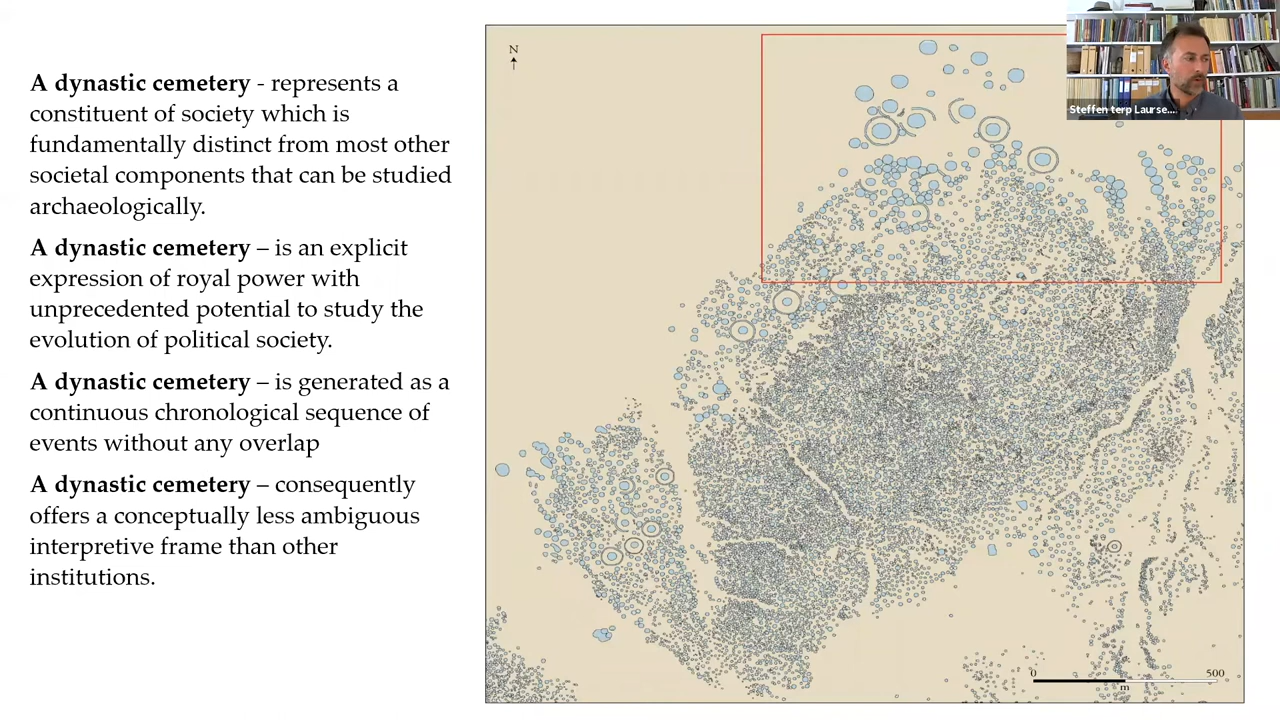 A dynastic cemetery - represents a
constituent of society which is
fundamentally distinct from most other
societal components that can be studied
archaeologically.
A dynastic cemetery – is an explicit
expression of royal power with
unprecedented potential to study the
evolution of political society.
A dynastic cemetery – is generated as a
continuous chronological sequence of
events without any overlap
A dynastic cemetery – consequently
offers a conceptually less ambiguous
interpretive frame than other
institutions.
N
Steffen terp Laurse...
0 500
m